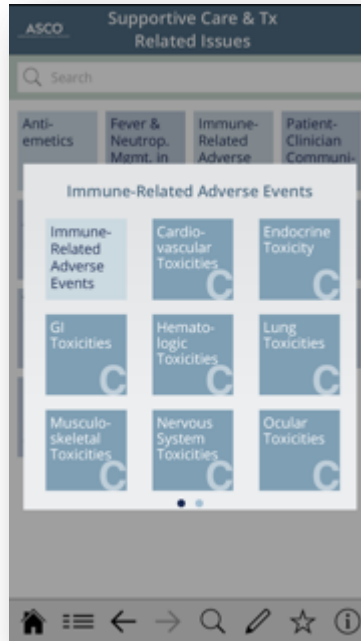 ASCO
Supportive Care & Tx
Related Issues
Search
Anti-
emetics
Fever &
Neutrop.
Mgmt. in
Immune-
Related
Adverse
Patient-
Clinician
Communi-
Immune-Related Adverse Events
Immune-
Related
Adverse
Events
Cardio-
vascular
Toxicities
C
Endocrine
Toxicity
C
GI
Toxicities
C
Hemato-
logic
Toxicities
C
Lung
Toxicities
C
Musculo-
skeletal
Toxicities
C
Nervous
System
Toxicities
C
Ocular
Toxicities
C